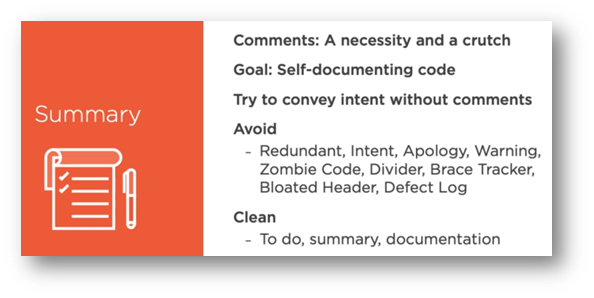 Summary
Comments: A necessity and a crutch
Goal: Self-documenting code
Try to convey intent without comments
Avoid
- Redundant, Intent, Apology, Warning,
Zombie Code, Divider, Brace Tracker,
Bloated Header, Defect Log
Clean
- To do, summary, documentation